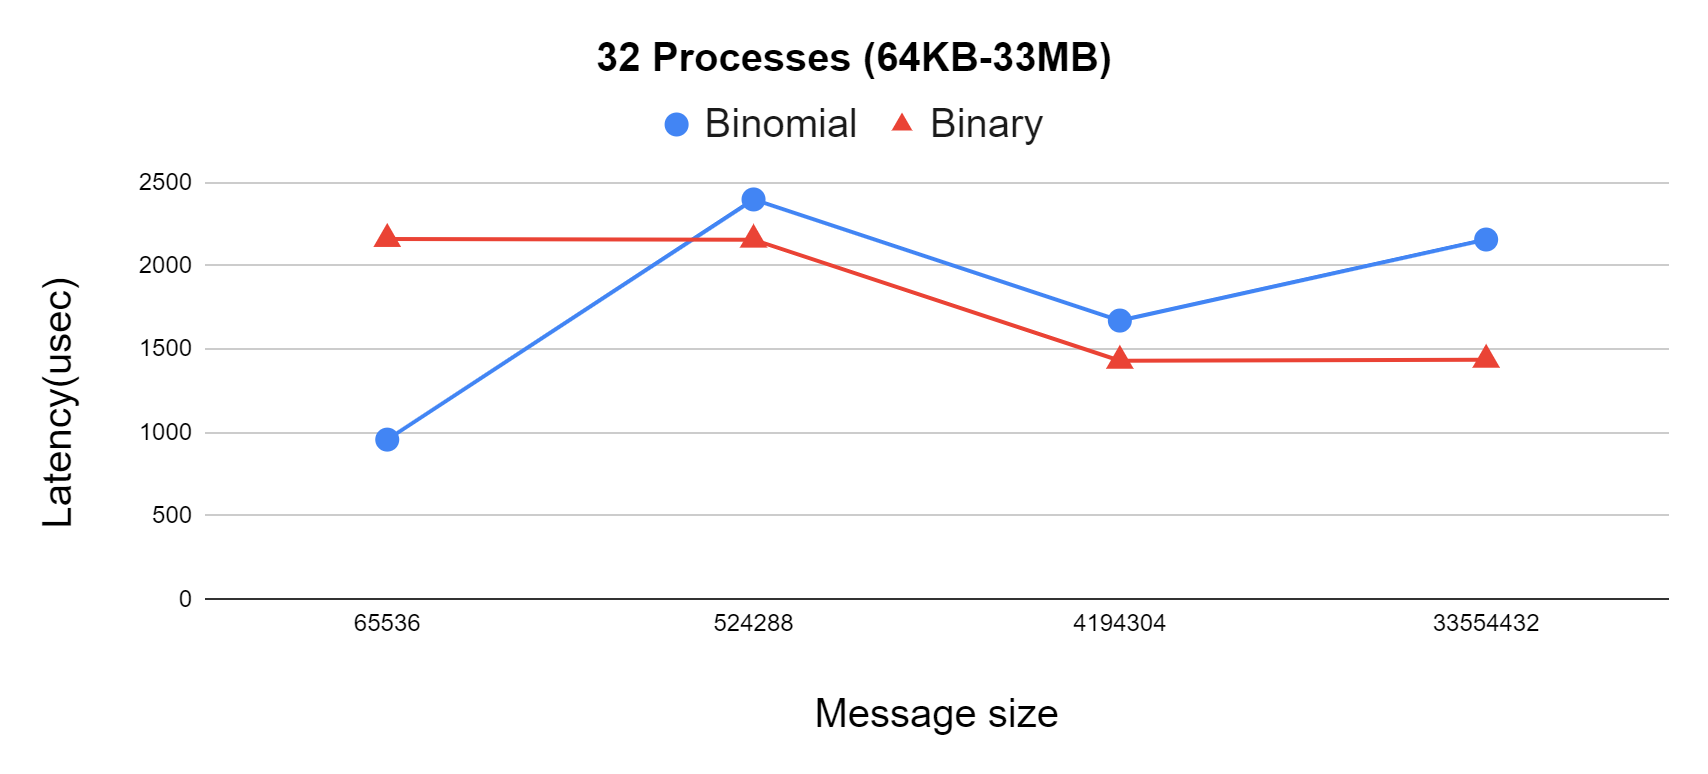 32 Processes (64KB-33MB)
Binomial Binary
Latency(usec)
2500
2000
1500
1000
500
0
65536 524288 4194304 33554432
Message size